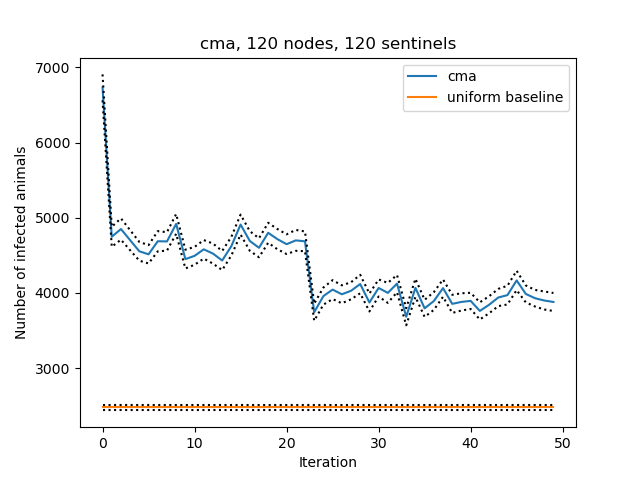 cma, 120 nodes, 120 sentinels
cma
uniform baseline
Number of infected animals
7000
6000
5000
4000
3000
0 10 20 30 40 50
Iteration